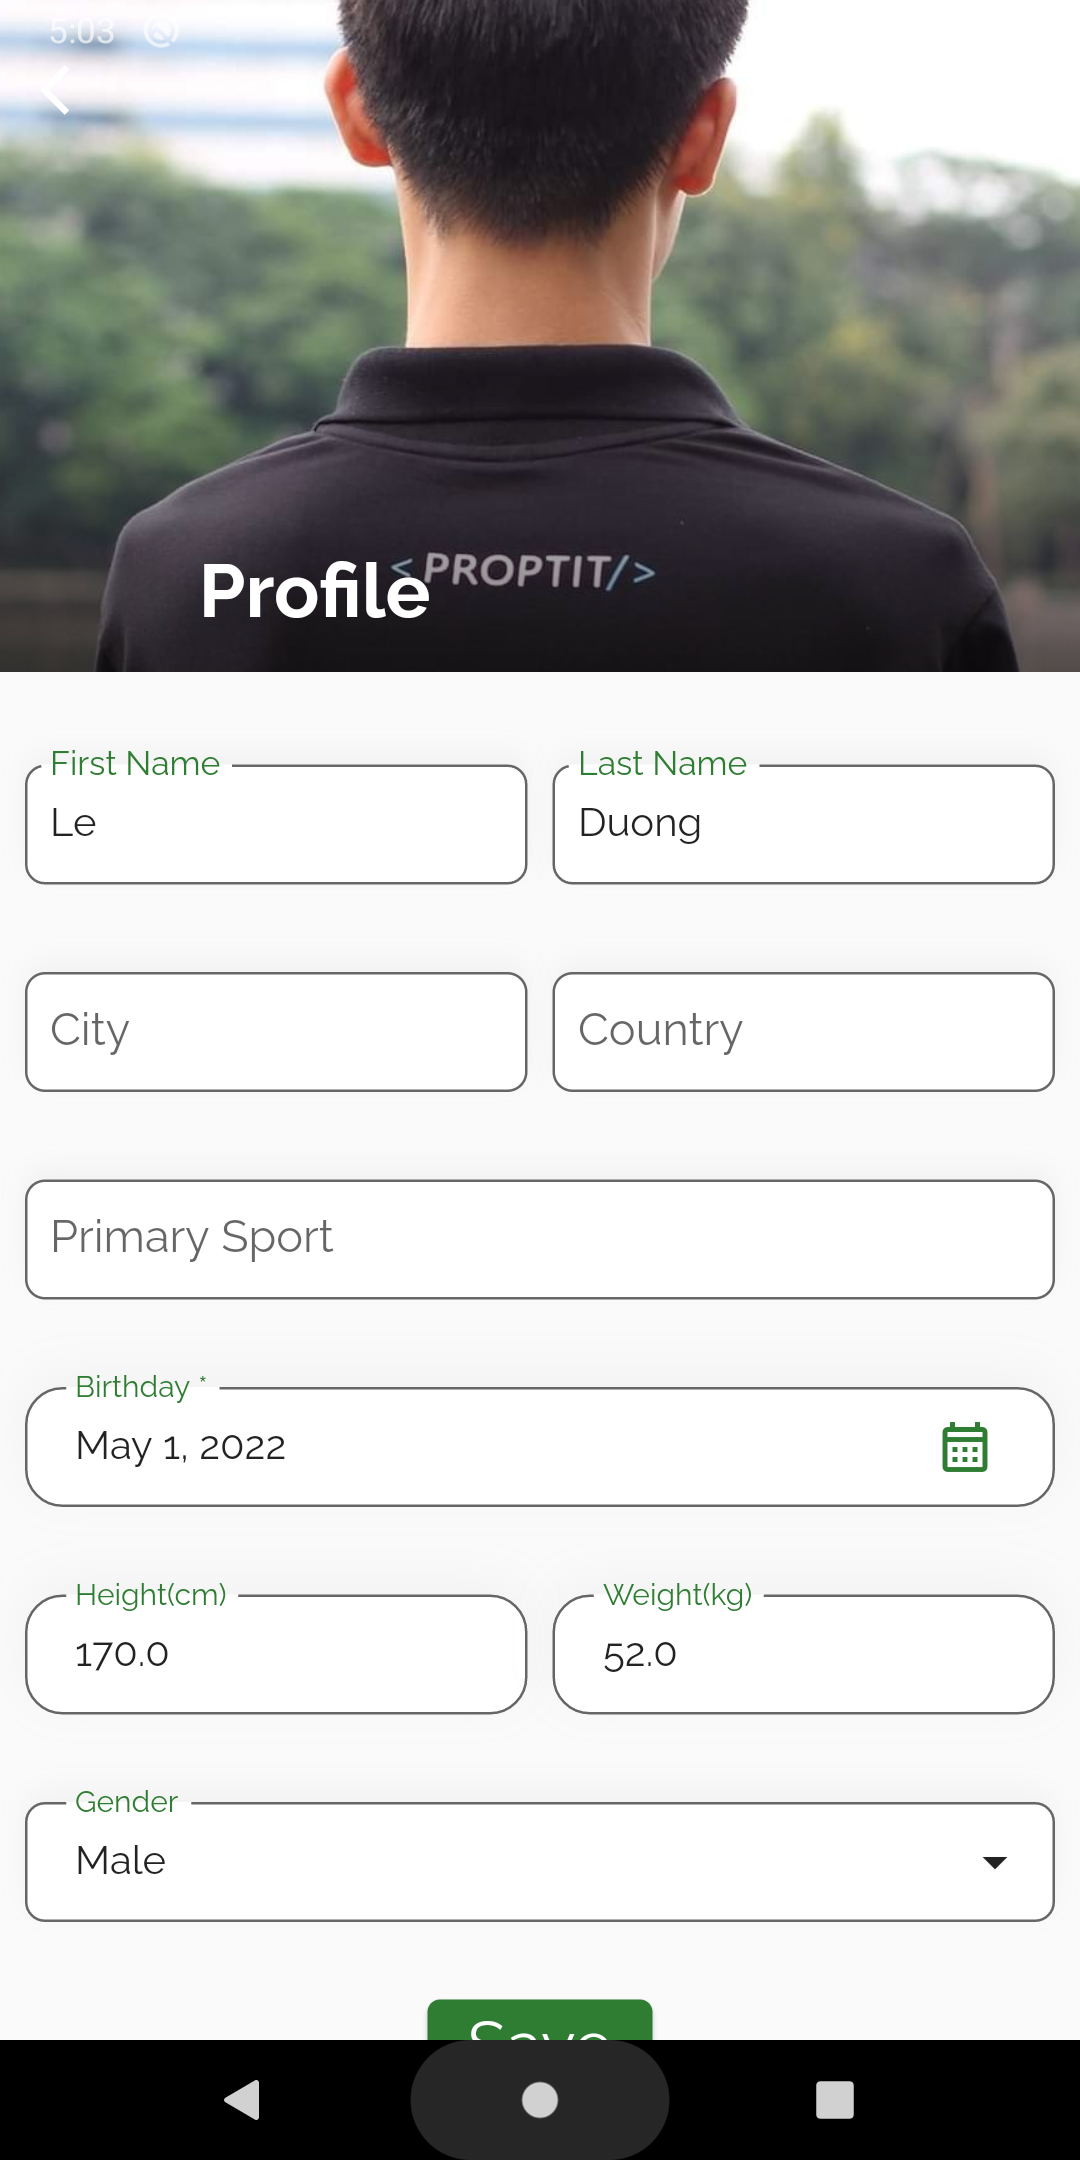 5:03
<PROPTIT/>
Profile
First Name
Last Name
Le
Duong
City
Country
Primary Sport
Birthday *
May 1, 2022
Height(cm)
Weight(kg)
170.0
52.0
Gender
Male
Save